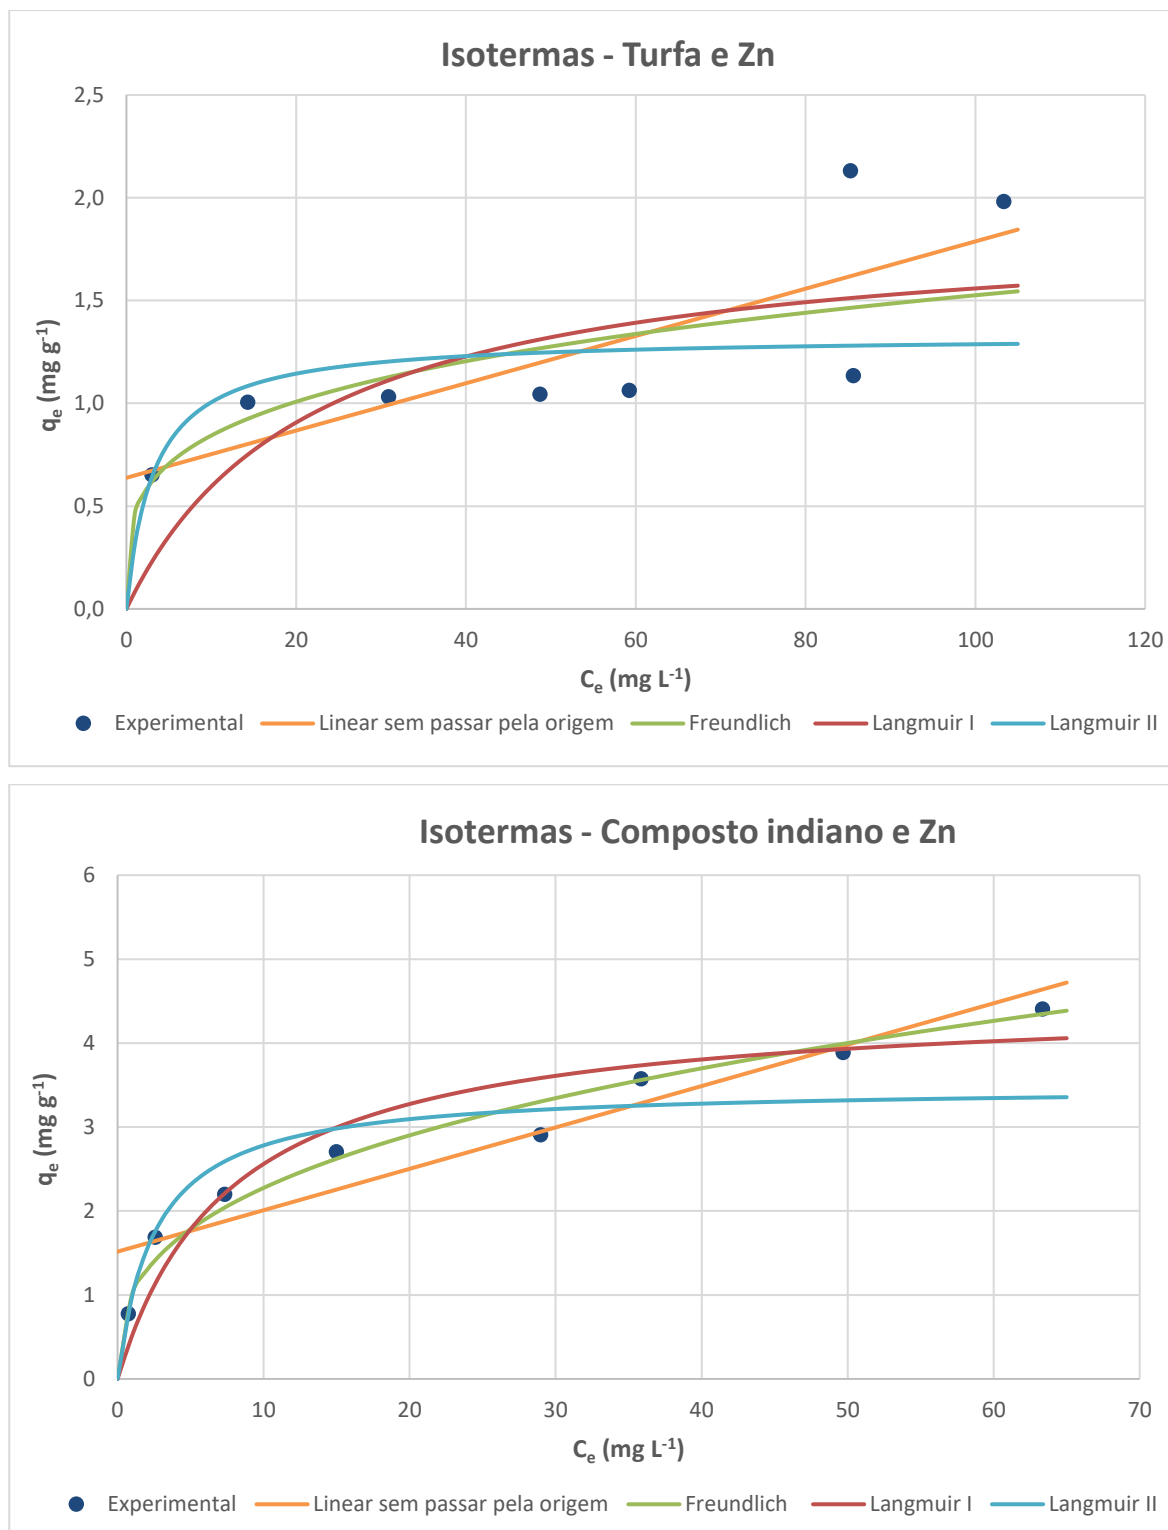 Isotermas - Turfa e Zn
2,5
2,0
1,5
1,0
0,5
0,0
qe (mg g-1)
0 20 40 60 80 100 120
Ce (mg L-1)
Experimental Linear sem passar pela origem Freundlich Langmuir I Langmuir II
Isotermas - Composto indiano e Zn
6
5
4
3
2
1
0
qe (mg g-1)
0 10 20 30 40 50 60 70
Ce (mg L-1)
Experimental Linear sem passar pela origem Freundlich Langmuir I Langmuir II